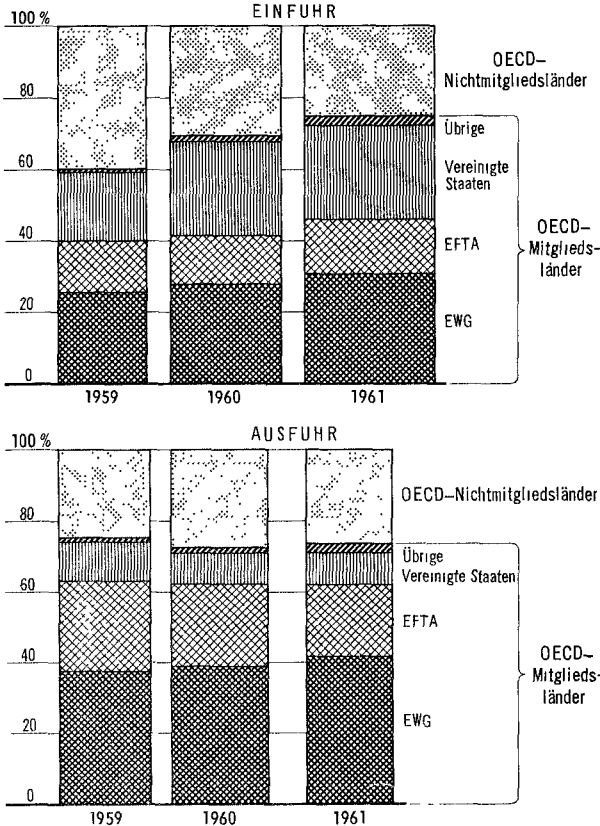 EINFUHR
100 %
80
60
40
20
0
1959 1960 1961
OECD–
Nichtmitgliedsländer
Übrige
Vereinigte
Staaten
EFTA
EWG
OECD–
Mitglieds-
länder
AUSFUHR
100 %
80
60
40
20
0
1959 1960 1961
OECD–Nichtmitgliedsländer
Übrige
Vereinigte Staaten
EFTA
EWG
OECD–
Mitglieds-
länder